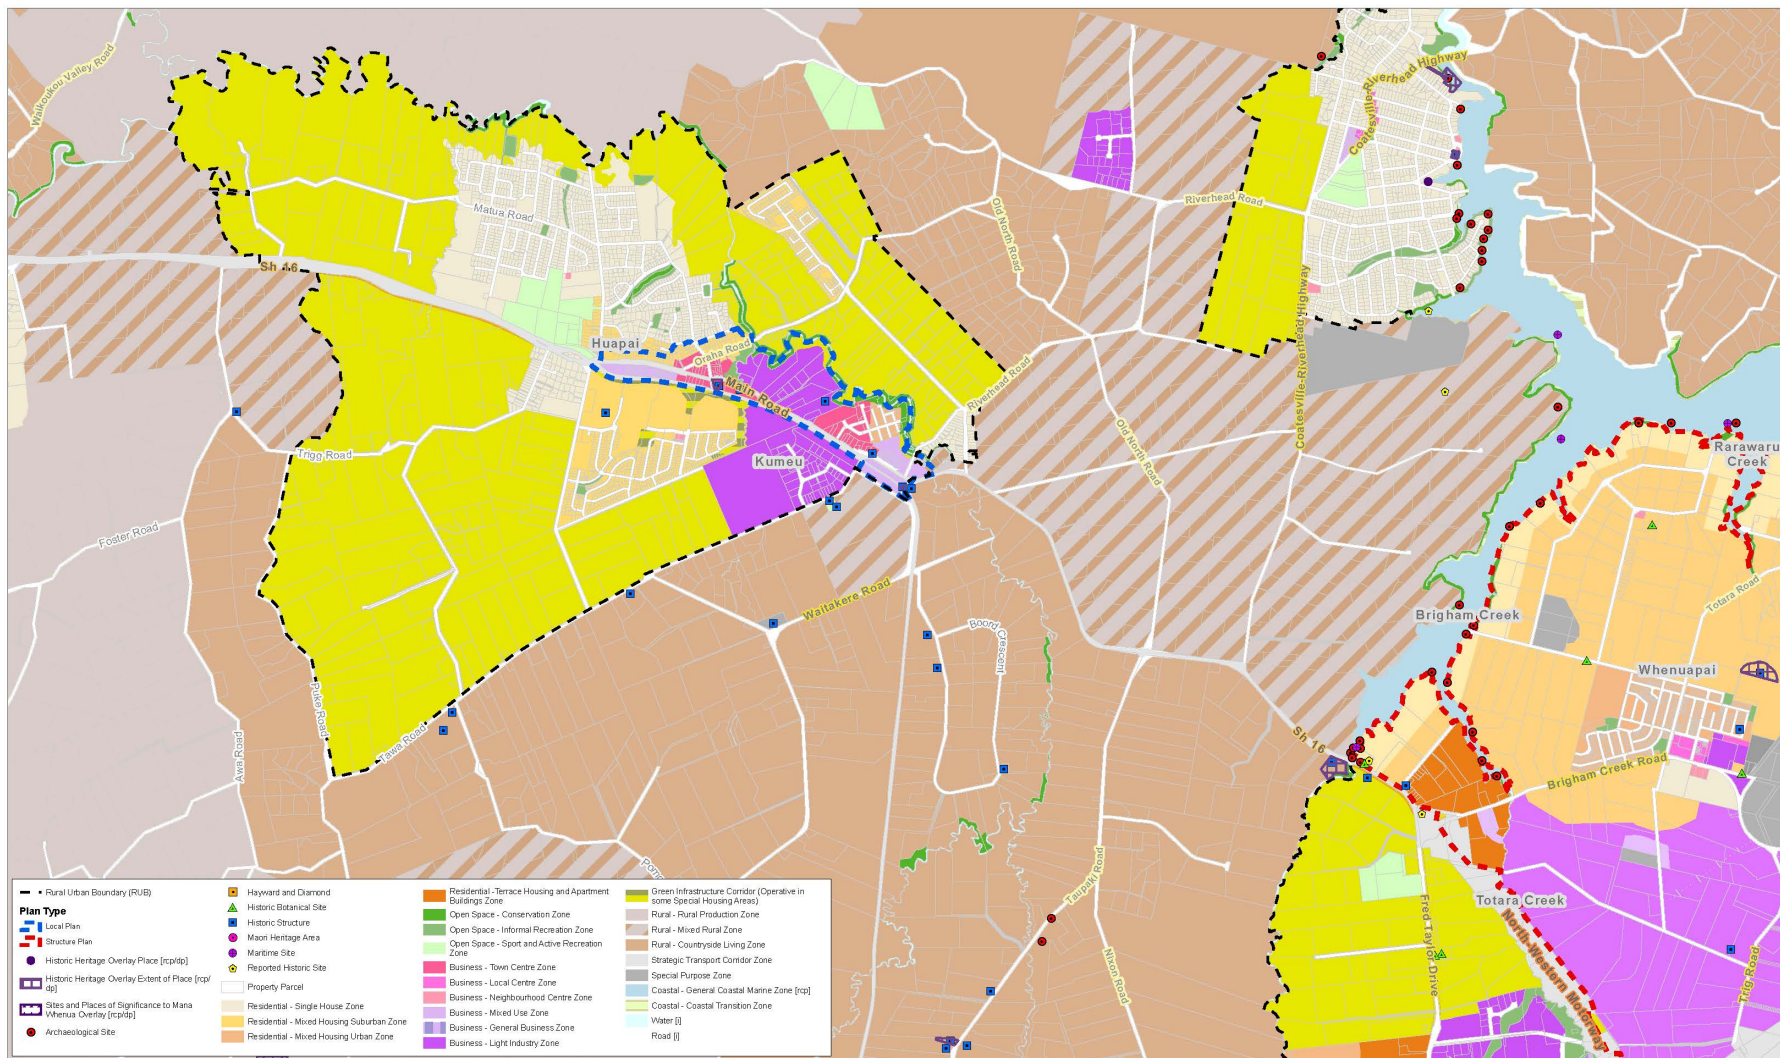 Waikoukou Valley Road
Coatesville-Riverhead Highway
Matua Road
Old North Road
Riverhead Road
Sh 16
Coatesville-Riverhead Highway
Huapai
Oraha Road
Main Road
Riverhead Road
Old North Road
Trigg Road
Kumeu
Rarawaru
Creek
Foster Road
Waitakere Road
Boord Crescent
Totara Road
Brigham Creek
Whenuapai
Puke Road
Tawa Road
Awa Road
Sh 16
Brigham Creek Road
Taupaki Road
Nixon Road
Fred Taylor Drive
Totara Creek
North-Western Motorway
Trig Road
Rural Urban Boundary (RUB)
Plan Type
Local Plan
Structure Plan
Historic Heritage Overlay Place [rcp/dp]
Historic Heritage Overlay Extent of Place [rcp/
dp]
Sites and Places of Significance to Mana
Whenua Overlay [rcp/dp]
Archaeological Site
Hayward and Diamond
Historic Botanical Site
Historic Structure
Maori Heritage Area
Maritime Site
Reported Historic Site
Property Parcel
Residential - Single House Zone
Residential - Mixed Housing Suburban Zone
Residential - Mixed Housing Urban Zone
Residential -Terrace Housing and Apartment
Buildings Zone
Open Space - Conservation Zone
Open Space - Informal Recreation Zone
Open Space - Sport and Active Recreation
Zone
Business - Town Centre Zone
Business - Local Centre Zone
Business - Neighbourhood Centre Zone
Business - Mixed Use Zone
Business - General Business Zone
Business - Light Industry Zone
Green Infrastructure Corridor (Operative in
some Special Housing Areas)
Rural - Rural Production Zone
Rural - Mixed Rural Zone
Rural - Countryside Living Zone
Strategic Transport Corridor Zone
Special Purpose Zone
Coastal - General Coastal Marine Zone [rcp]
Coastal - Coastal Transition Zone
Water [i]
Road [i]